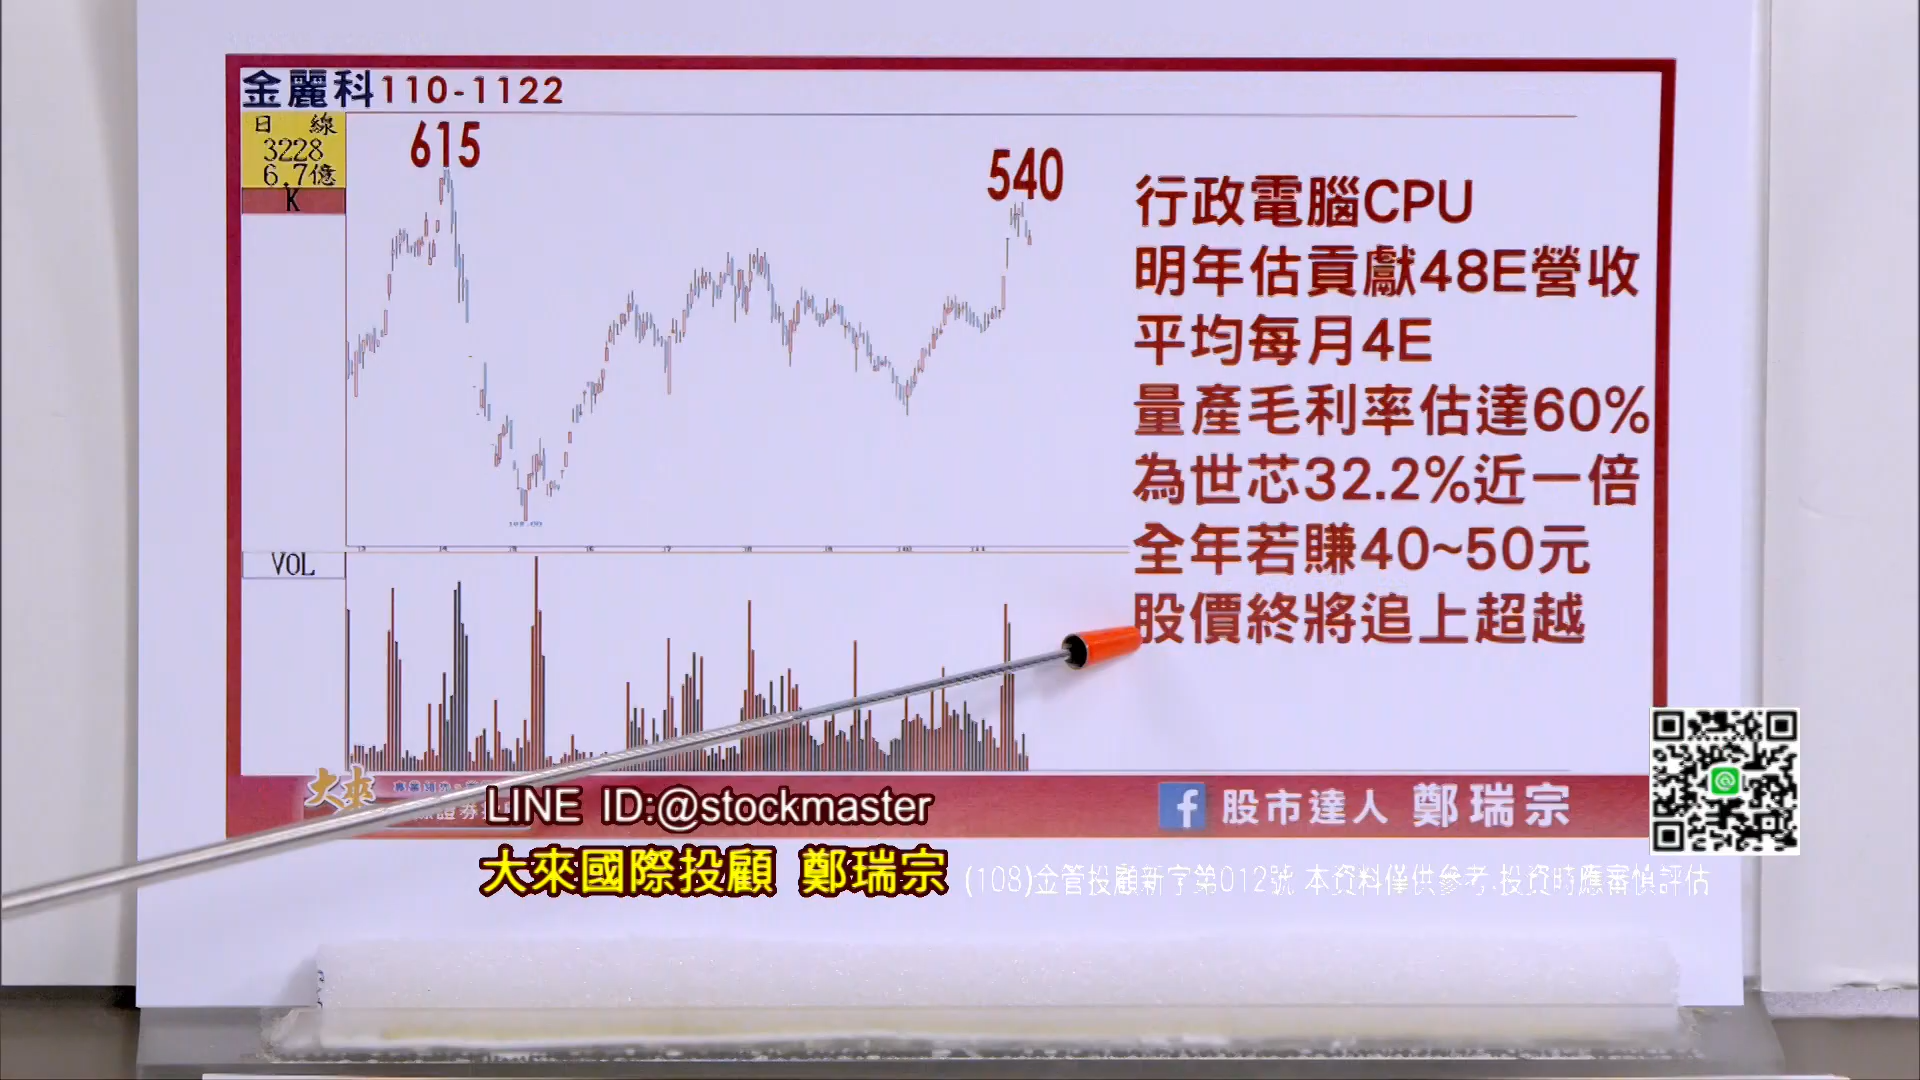 金麗科110-1122
日 線
3228
6.7億
K
615
540
行政電腦CPU
明年估貢獻48E營收
平均每月4E
量產毛利率估達60%
為世芯32.2%近一倍
全年若賺40~50元
股價終將追上超越
VOL
大來
股市達人 鄭瑞宗
LINE ID:@stockmaster
大來國際投顧 鄭瑞宗
(108)金管投顧新字第012號 本資料僅供參考.投資時應審慎評估